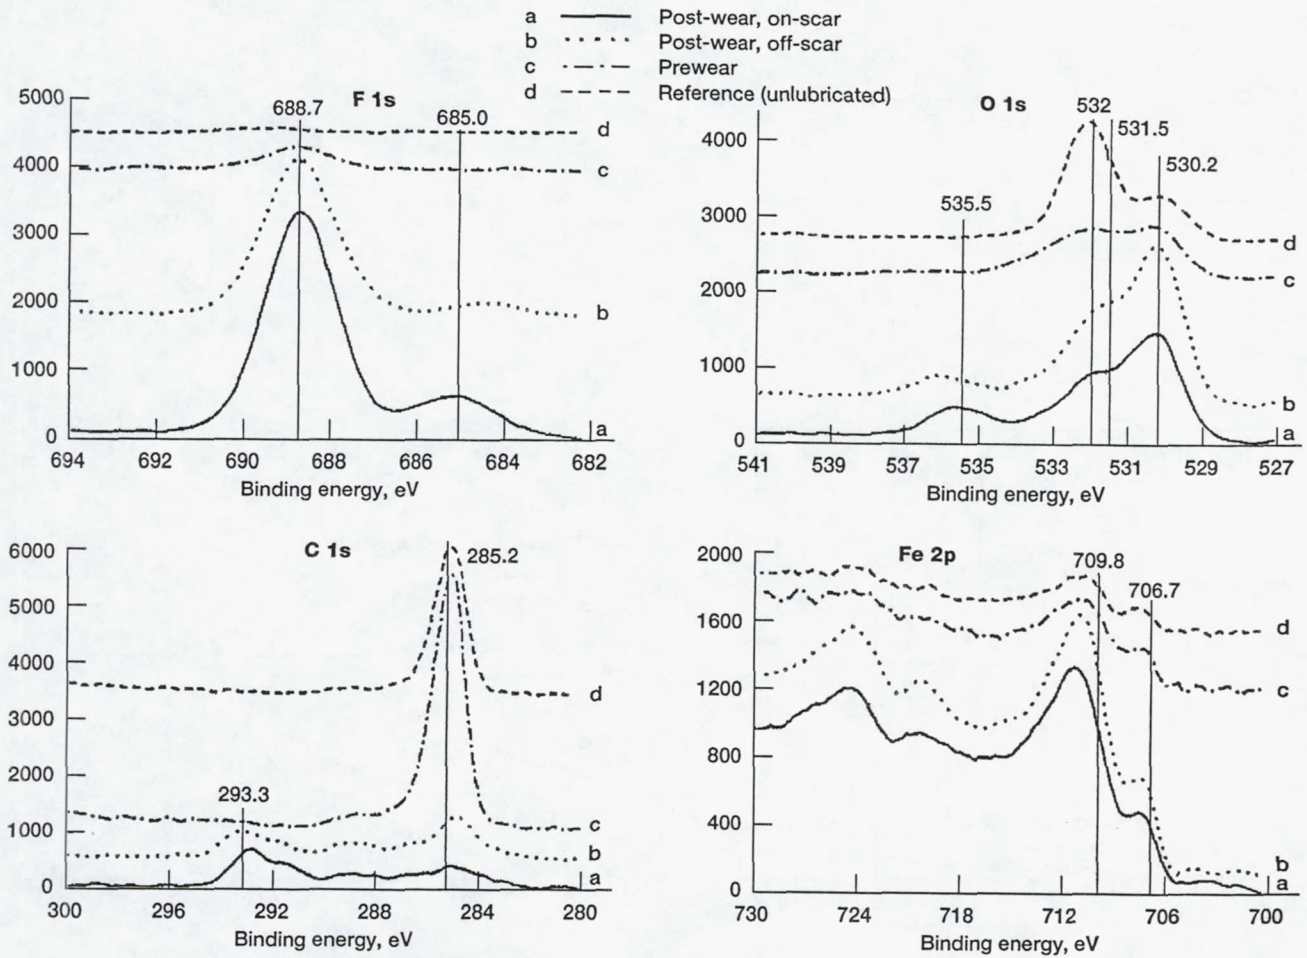 a Post-wear, on-scar
b Post-wear, off-scar
c Prewear
d Reference (unlubricated)
F 1s
688.7
685.0
5000
4000
3000
2000
1000
0
d
c
b
a
694 692 690 688 686 684 682
Binding energy, eV
O 1s
532
531.5
530.2
535.5
4000
3000
2000
1000
0
d
c
b
a
541 539 537 535 533 531 529 527
Binding energy, eV
C 1s
285.2
293.3
6000
5000
4000
3000
2000
1000
0
d
c
b
a
300 296 292 288 284 280
Binding energy, eV
Fe 2p
709.8
706.7
2000
1600
1200
800
400
0
d
c
b
a
730 724 718 712 706 700
Binding energy, eV